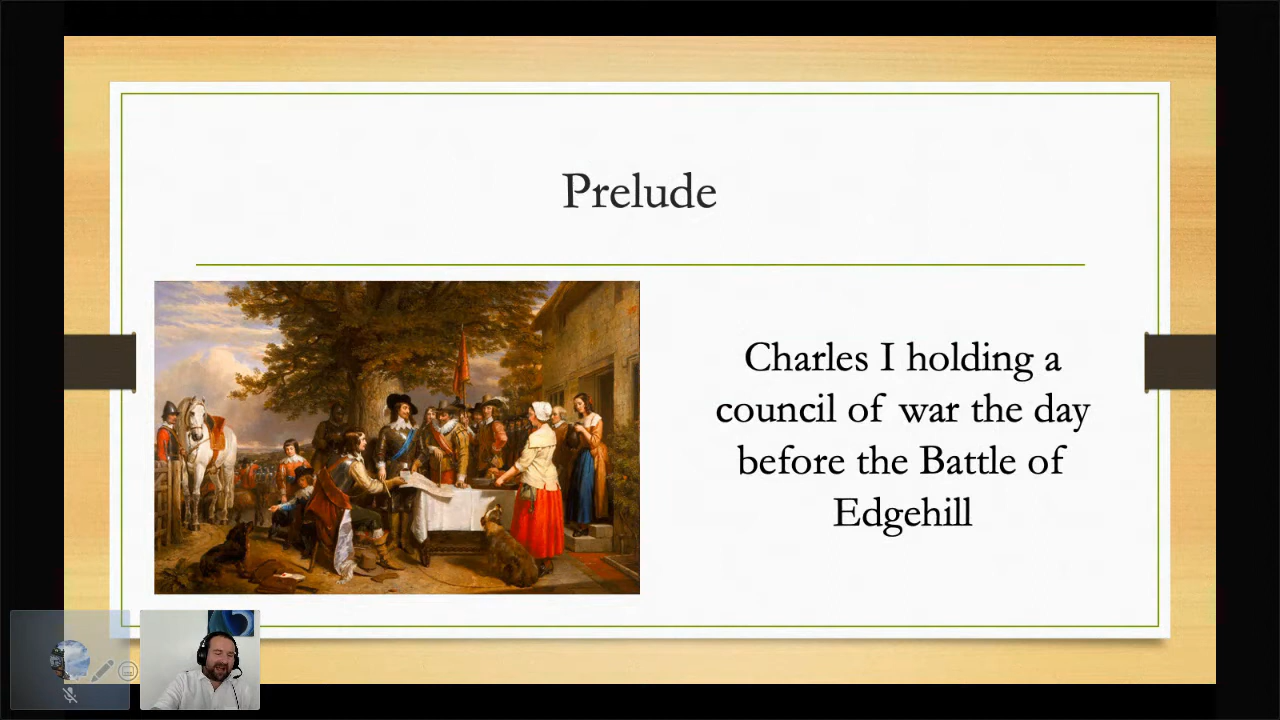 Prelude
Charles I holding a
council of war the day
before the Battle of
Edgehill